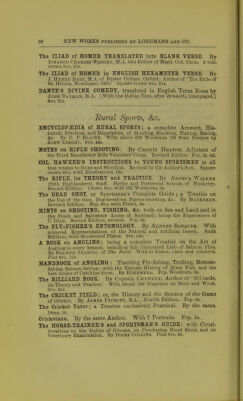 20 NEW WORKS PUBLISHED BY LONGMANS AND CO.
The ILIAD of HOMER TRANSLATED into BLANK VERSE. By
ICHABOD CHARLES WRIGHT, M.A. late Fellow of Magd. Coll. Oxon. 2 vols.
crown 8vo. 21s.
The ILIAD of HOMER in ENGLISH HEXAMETER VERSE. By
J. HENRY DART, M.A. of Exeter College, Oxford; Author of 'The Exile of
St. Helena, Newdigate, 1838.' Square crown 8vo. 21s.
DANTE'S DIVINE COMEDY, translated in English Terza Rima by
JOHN DAYMAN, M.A. [With the Italian Text, after Brunetti, interpaged.]
8vo. 21s.
Rural Sports, &c.
ENCYCLOPÆDIA of RURAL SPORTS; a complete Account, His-
torical, Practical, and Descriptive, of Hunting, Shooting, Fishing, Racing,
&c. By D. P. BLAINE. With above 600 Woodcuts (20 from Designs by
JOHN LEECH). 8vo. 42s.
NOTES on RIFLE SHOOTING. By Captain HEATON, Adjutant of
the Third Manchester Rifle Volunteer Corps. Revised Edition. Fcp. 2s. 6d.
COL. HAWKER'S INSTRUCTIONS to YOUNG SPORTSMEN in all
that relates to Guns and Shooting. Revised by the Author's Son. Square
crown 8vo. with Illustrations, 18s.
The RIFLE, its THEORY and PRACTICE. By ARTHUR WALKER
(79th Highlanders), Staff, Hythe and Fleetwood Schools of Musketry.
Second Edition. Crown 8vo. with 125 Woodcuts, 5s.
The DEAD SHOT, or Sportsman's Complete Guide; a Treatise on
the Use of the Gun, Dog-breaking, Pigeon-shooting, &c. By MARKSMAN.
Revised Edition. Fcp. 8vo. with Plates, 5s.
HINTS on SHOOTING, FISHING, &c. both on Sea and Land and in
the Fresh and Saltwater Lochs of Scotland; being the Experiences of
C. IDLE. Second Edition, revised. Fcp. 6s.
The FLY-FISHER'S ENTOMOLOGY. By ALFRED RONALDS. With
coloured Representations of the Natural and Artificial Insect. Sixth
Edition; with 20 coloured Plates. 8vo. 14s.
A BOOK on ANGLING; being a complete Treatise on the Art of
Angling in every branch, including full Illustrated Lists of Salmon Flies.
By FRANCIS FRANCIS, of The Field. With 15 Plates, plain and coloured.
Post 8vo. 15s.
HANDBOOK of ANGLING: Teaching Fly-fishing, Trolling, Bottom-
fishing, Salmon-fishing; with the Natural History of River Fish, and the
best modes of Catching them. By EPHEMERA. Fcp. Woodcuts, 5s.
The BILLIARD BOOK. By Captain CRAWLEY, Author of 'Billiards,
its Theory and Practice.' With about 100 Diagrams on Steel and Wood.
8vo. 21s.
The CRICKET FIELD; or, the History and the Science of the Game
of Cricket. By JAMES PYCROFT, B.A. Fourth Edition. Fcp. 5s.
The Cricket Tutor; a Treatise exclusively Practical. By the same.
18mo. 1s.
Cricketana. By the same Author. With 7 Portraits. Fcp. 5s.
The HORSE-TRAINER'S and SPORTSMAN'S GUIDE: with Consi-
derations on the Duties of Grooms, on Purchasing Blood Stock, and on
Veterinary Examination. By DIGBY COLLINS. Post 8vo. 6s.